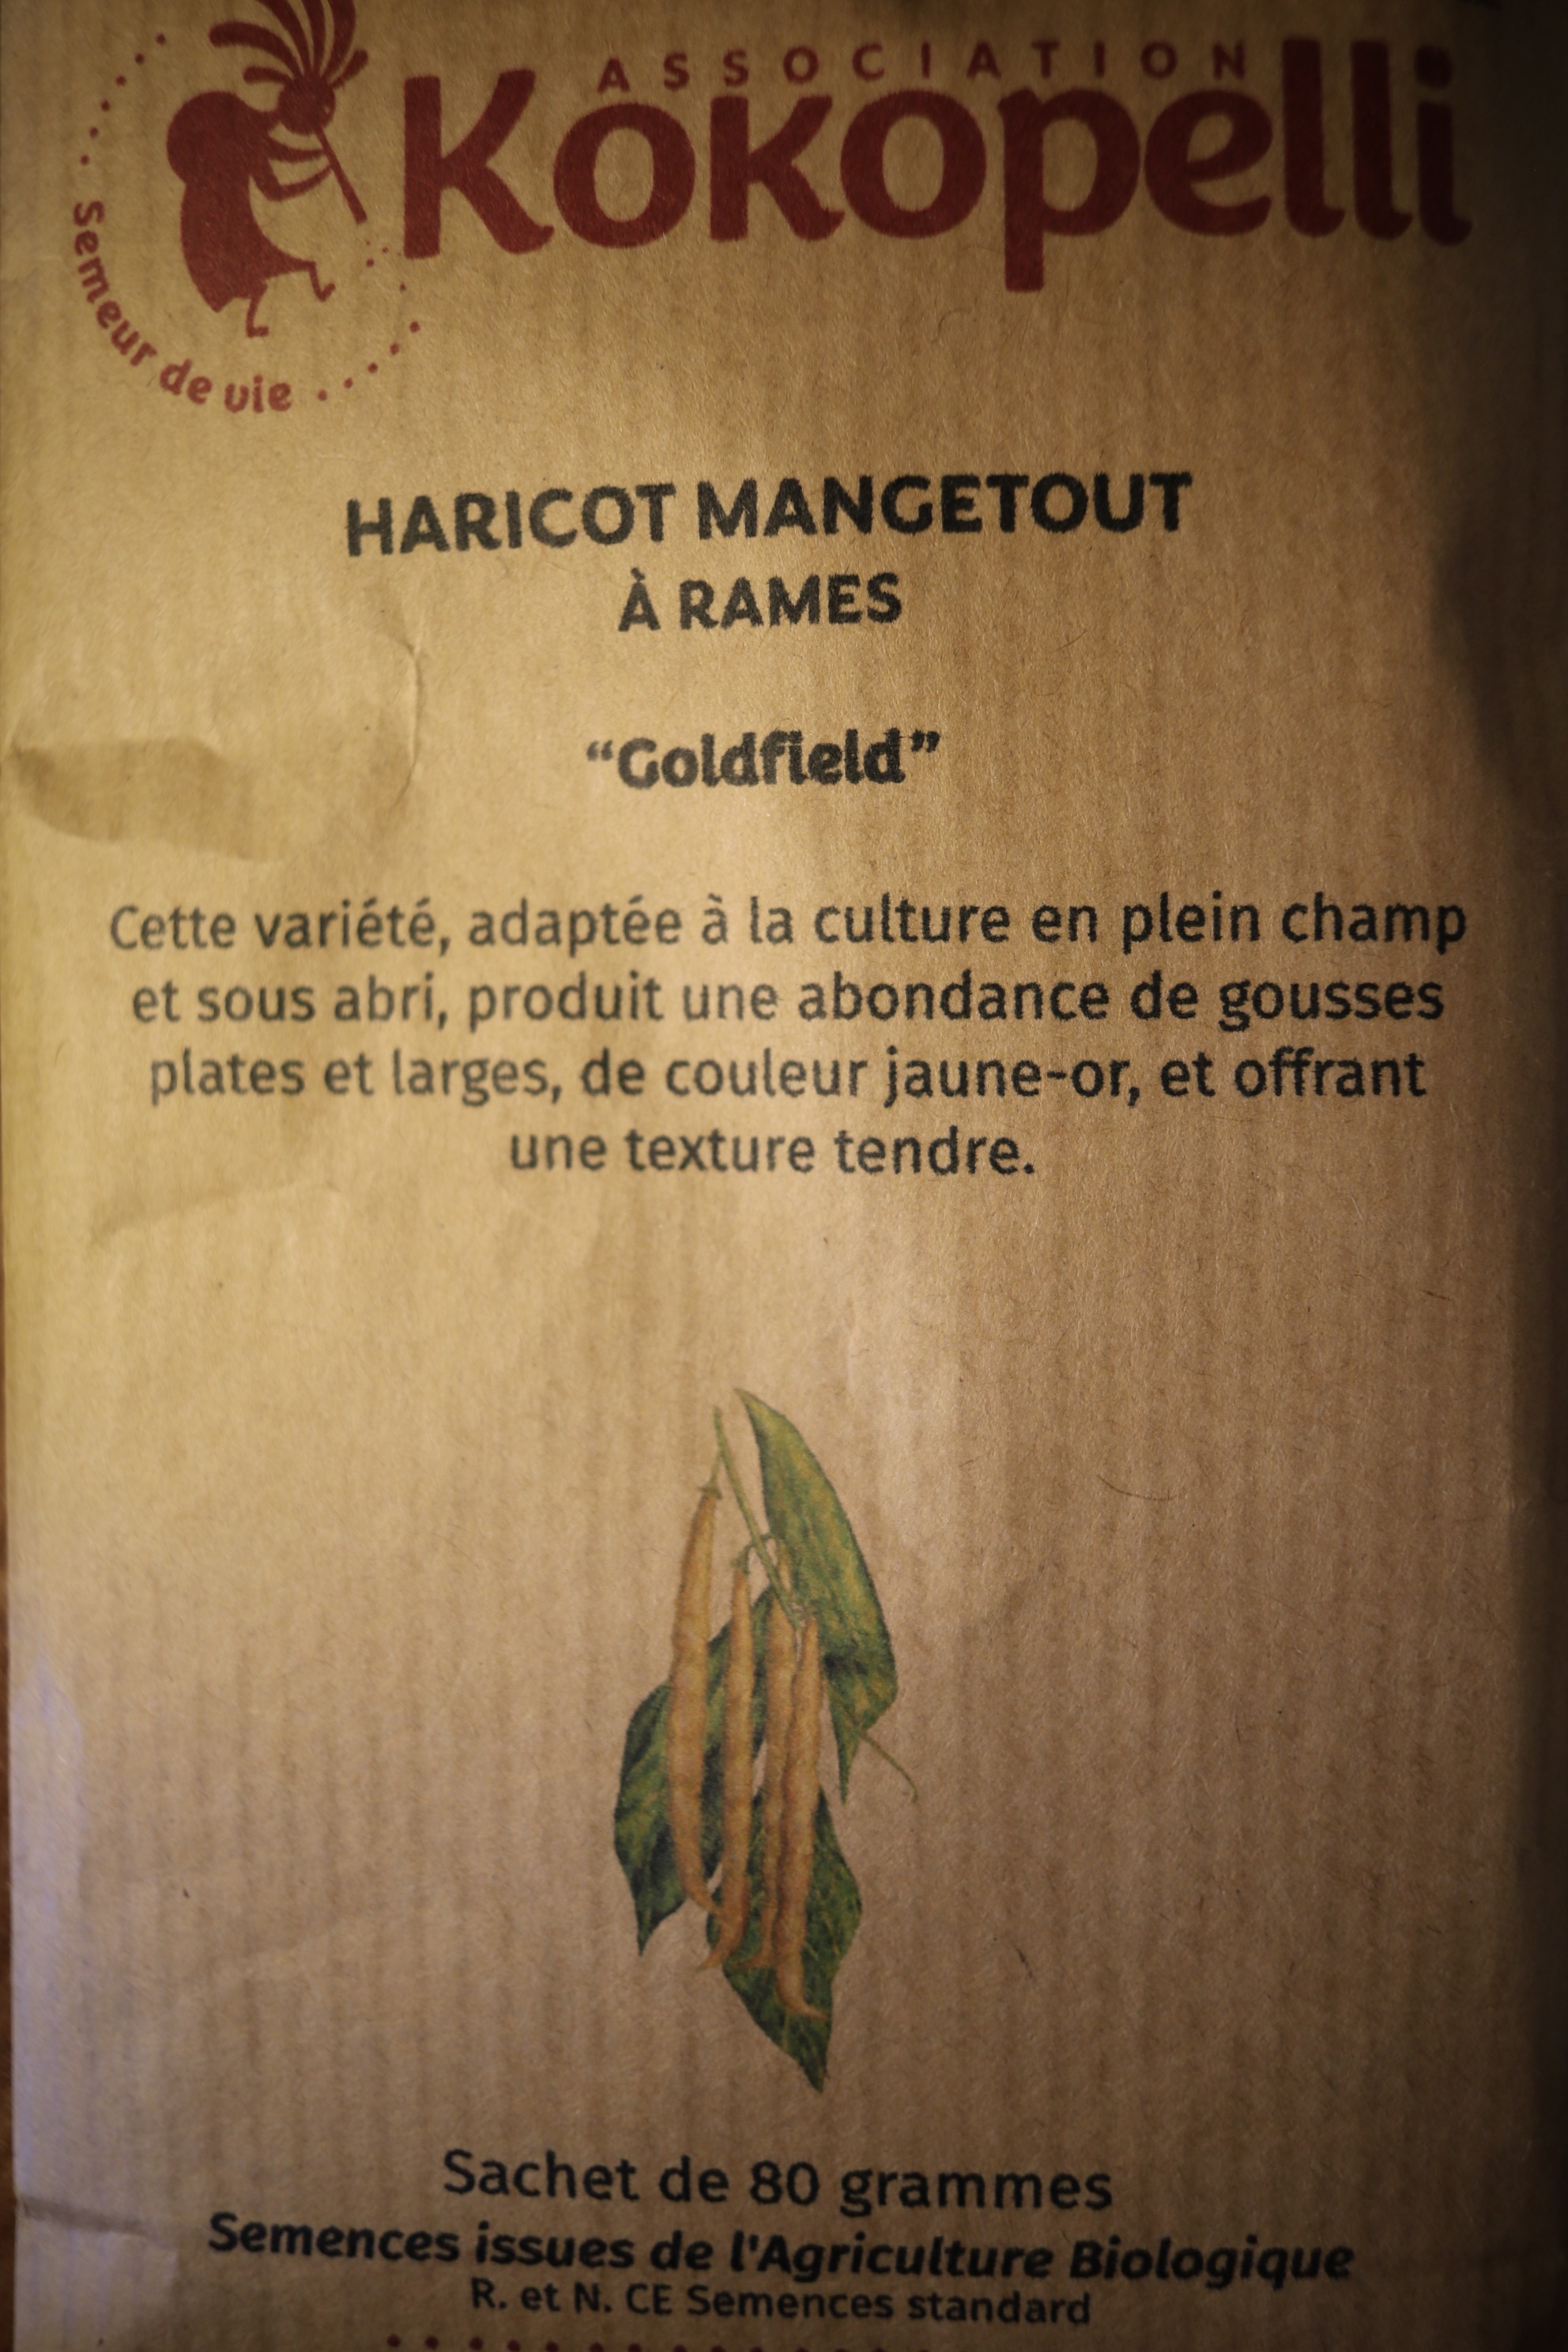 ASSOCIATION
Kokopelli
Semeur de vie
HARICOT MANGETOUT
À RAMES
“Goldfield”
Cette variété, adaptée à la culture en plein champ
et sous abri, produit une abondance de gousses
plates et larges, de couleur jaune-or, et offrant
une texture tendre.
Sachet de 80 grammes
Semences issues de l'Agriculture Biologique
R. et N. CE Semences standard